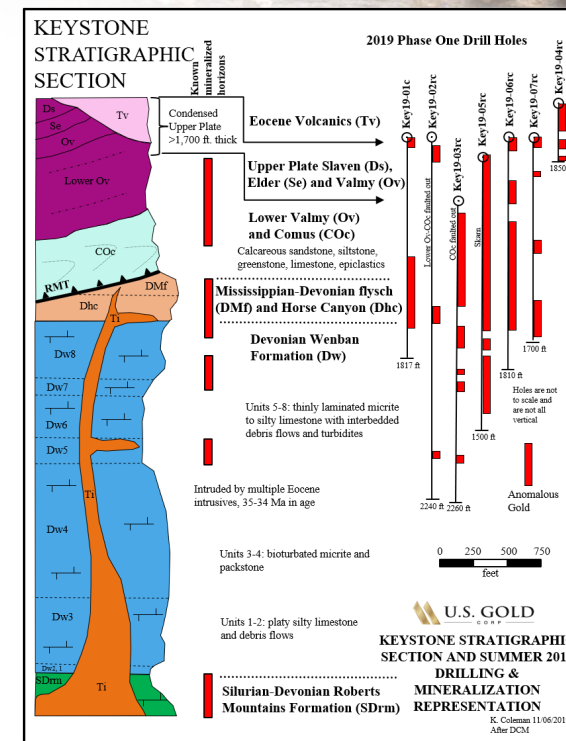 KEYSTONE
STRATIGRAPHIC
SECTION
Known
mineralized
horizons
2019 Phase One Drill Holes
Ds
Se
Ov
Tv
Lower Ov
COc
RMT
DMf
Dhc
Ti
Dw8
Dw7
Dw6
Dw5
Ti
Dw4
Dw3
Dw2, 1
SDrm
Ti
Condensed
Upper Plate
>1,700 ft. thick
Eocene Volcanics (Tv)
Upper Plate Slaven (Ds),
Elder (Se) and Valmy (Ov)
Lower Valmy (Ov)
and Comus (COc)
Calcareous sandstone, siltstone,
greenstone, limestone, epiclastics
Mississippian-Devonian flysch
(DMf) and Horse Canyon (Dhc)
Devonian Wenban
Formation (Dw)
Units 5-8: thinly laminated micrite
to silty limestone with interbedded
debris flows and turbidites
Intruded by multiple Eocene
intrusives, 35-34 Ma in age
Units 3-4: bioturbated micrite and
packstone
Units 1-2: platy silty limestone
and debris flows
Silurian-Devonian Roberts
Mountains Formation (SDrm)
Key19-01c
Key19-02rc
Key19-03rc
Key19-05rc
Key19-06rc
Key19-07rc
Key19-04rc
Lower Ov-COc faulted out
COc faulted out
Skarn
1817 ft
2240 ft
2260 ft
1500 ft
1810 ft
1700 ft
1850
Holes are not
to scale and
are not all
vertical
Anomalous
Gold
0 250 500 750
feet
U.S. GOLD
CORP
KEYSTONE STRATIGRAPHI
SECTION AND SUMMER 201
DRILLING &
MINERALIZATION
REPRESENTATION
K. Coleman 11/06/201
After DCM